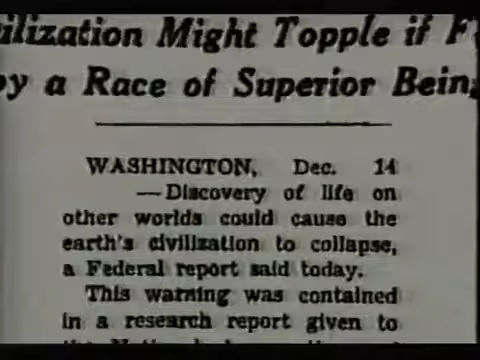 ilization Might Topple if F
by a Race of Superior Bein
WASHINGTON, Dec. 14
—Discovery of life on
other worlds could cause the
earth's civilization to collapse,
a Federal report said today.
This warning was contained
in a research report given to